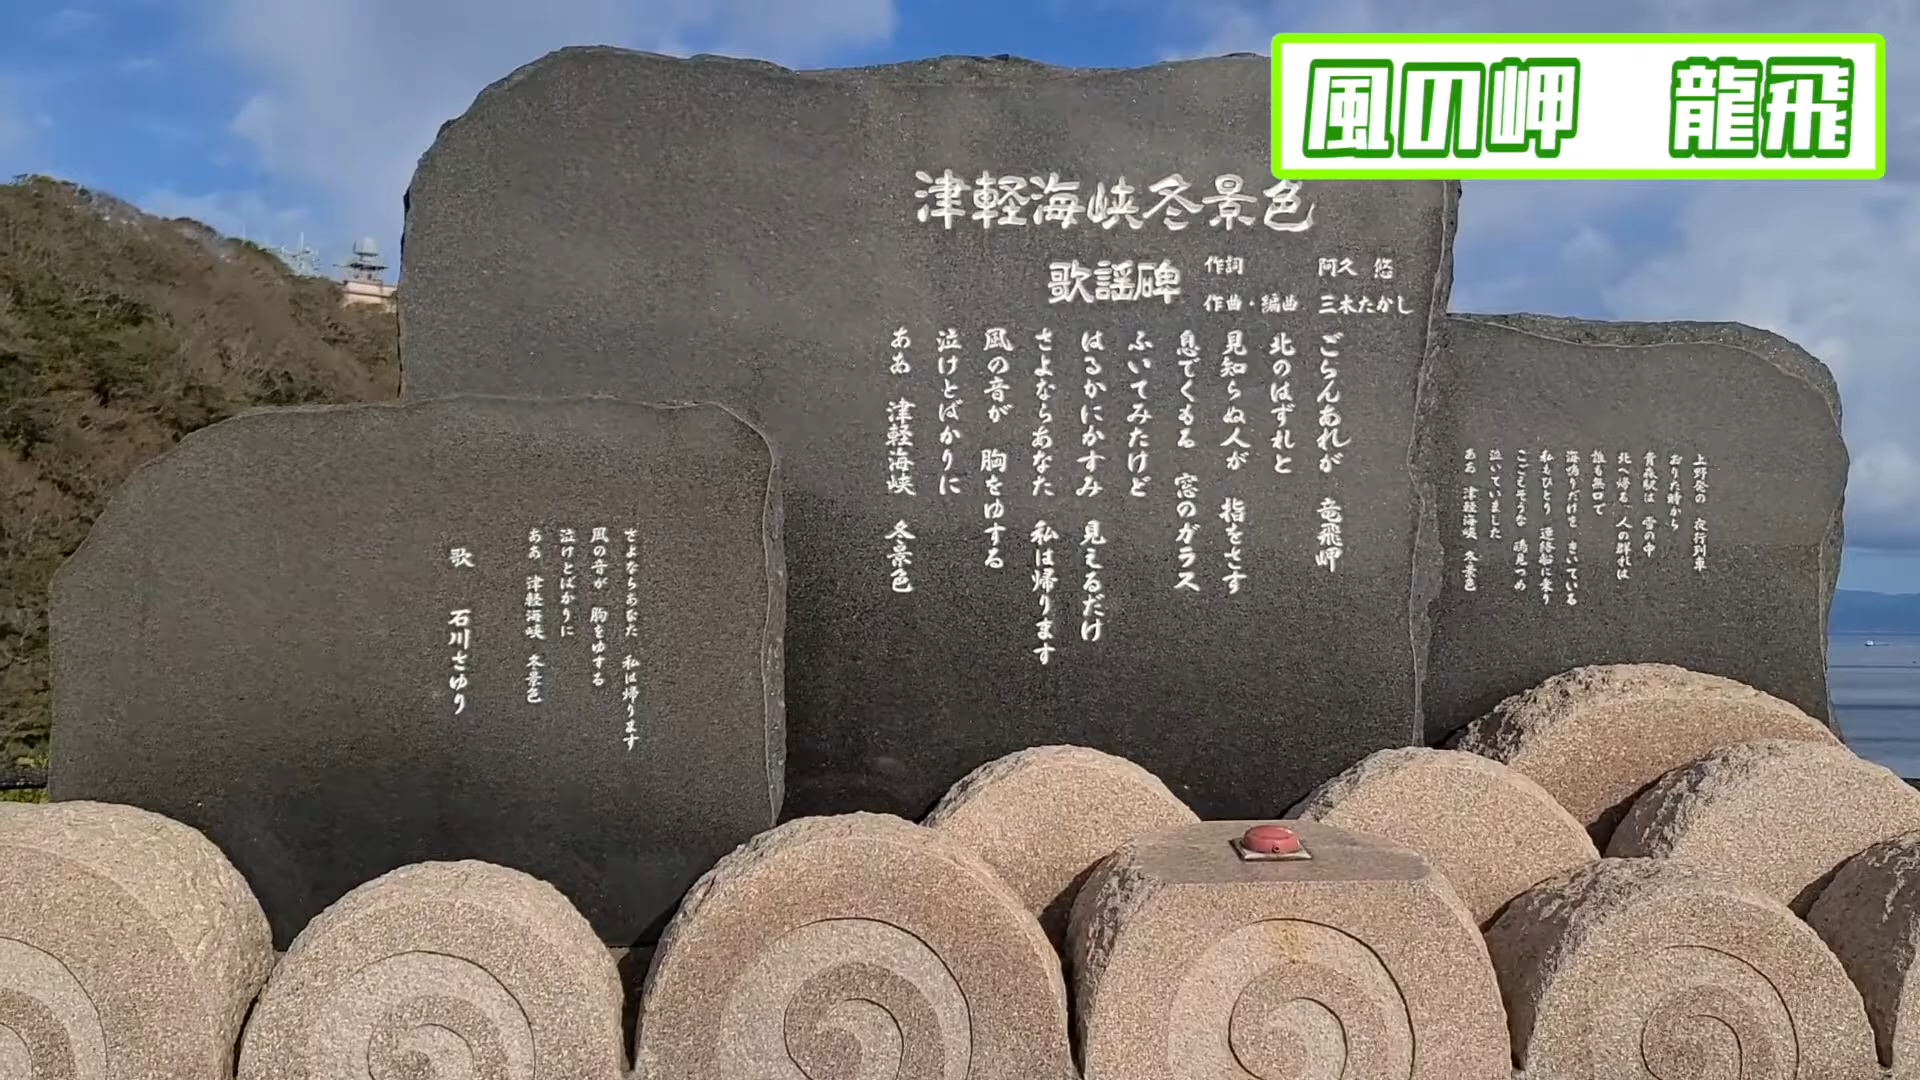 風の岬　龍飛
津軽海峡冬景色
歌謡碑
作詞　阿久　悠
作曲・編曲　三木たかし
上野発の　夜行列車
おりた時から
青森駅は　雪の中
北へ帰る　人の群れは
誰も無口で
海鳴りだけを　きいている
私もひとり　連絡船に乗り
こごえそうな　鴎見つめ
泣いていました
ああ　津軽海峡　冬景色
ごらんあれが　竜飛岬
北のはずれと
見知らぬ人が　指をさす
息でくもる　窓のガラス
ふいてみたけど
はるかにかすみ　見えるだけ
さよならあなた　私は帰ります
風の音が　胸をゆする
泣けとばかりに
ああ　津軽海峡　冬景色
さよならあなた　私は帰ります
風の音が　胸をゆする
泣けとばかりに
ああ　津軽海峡　冬景色
歌　石川さゆり